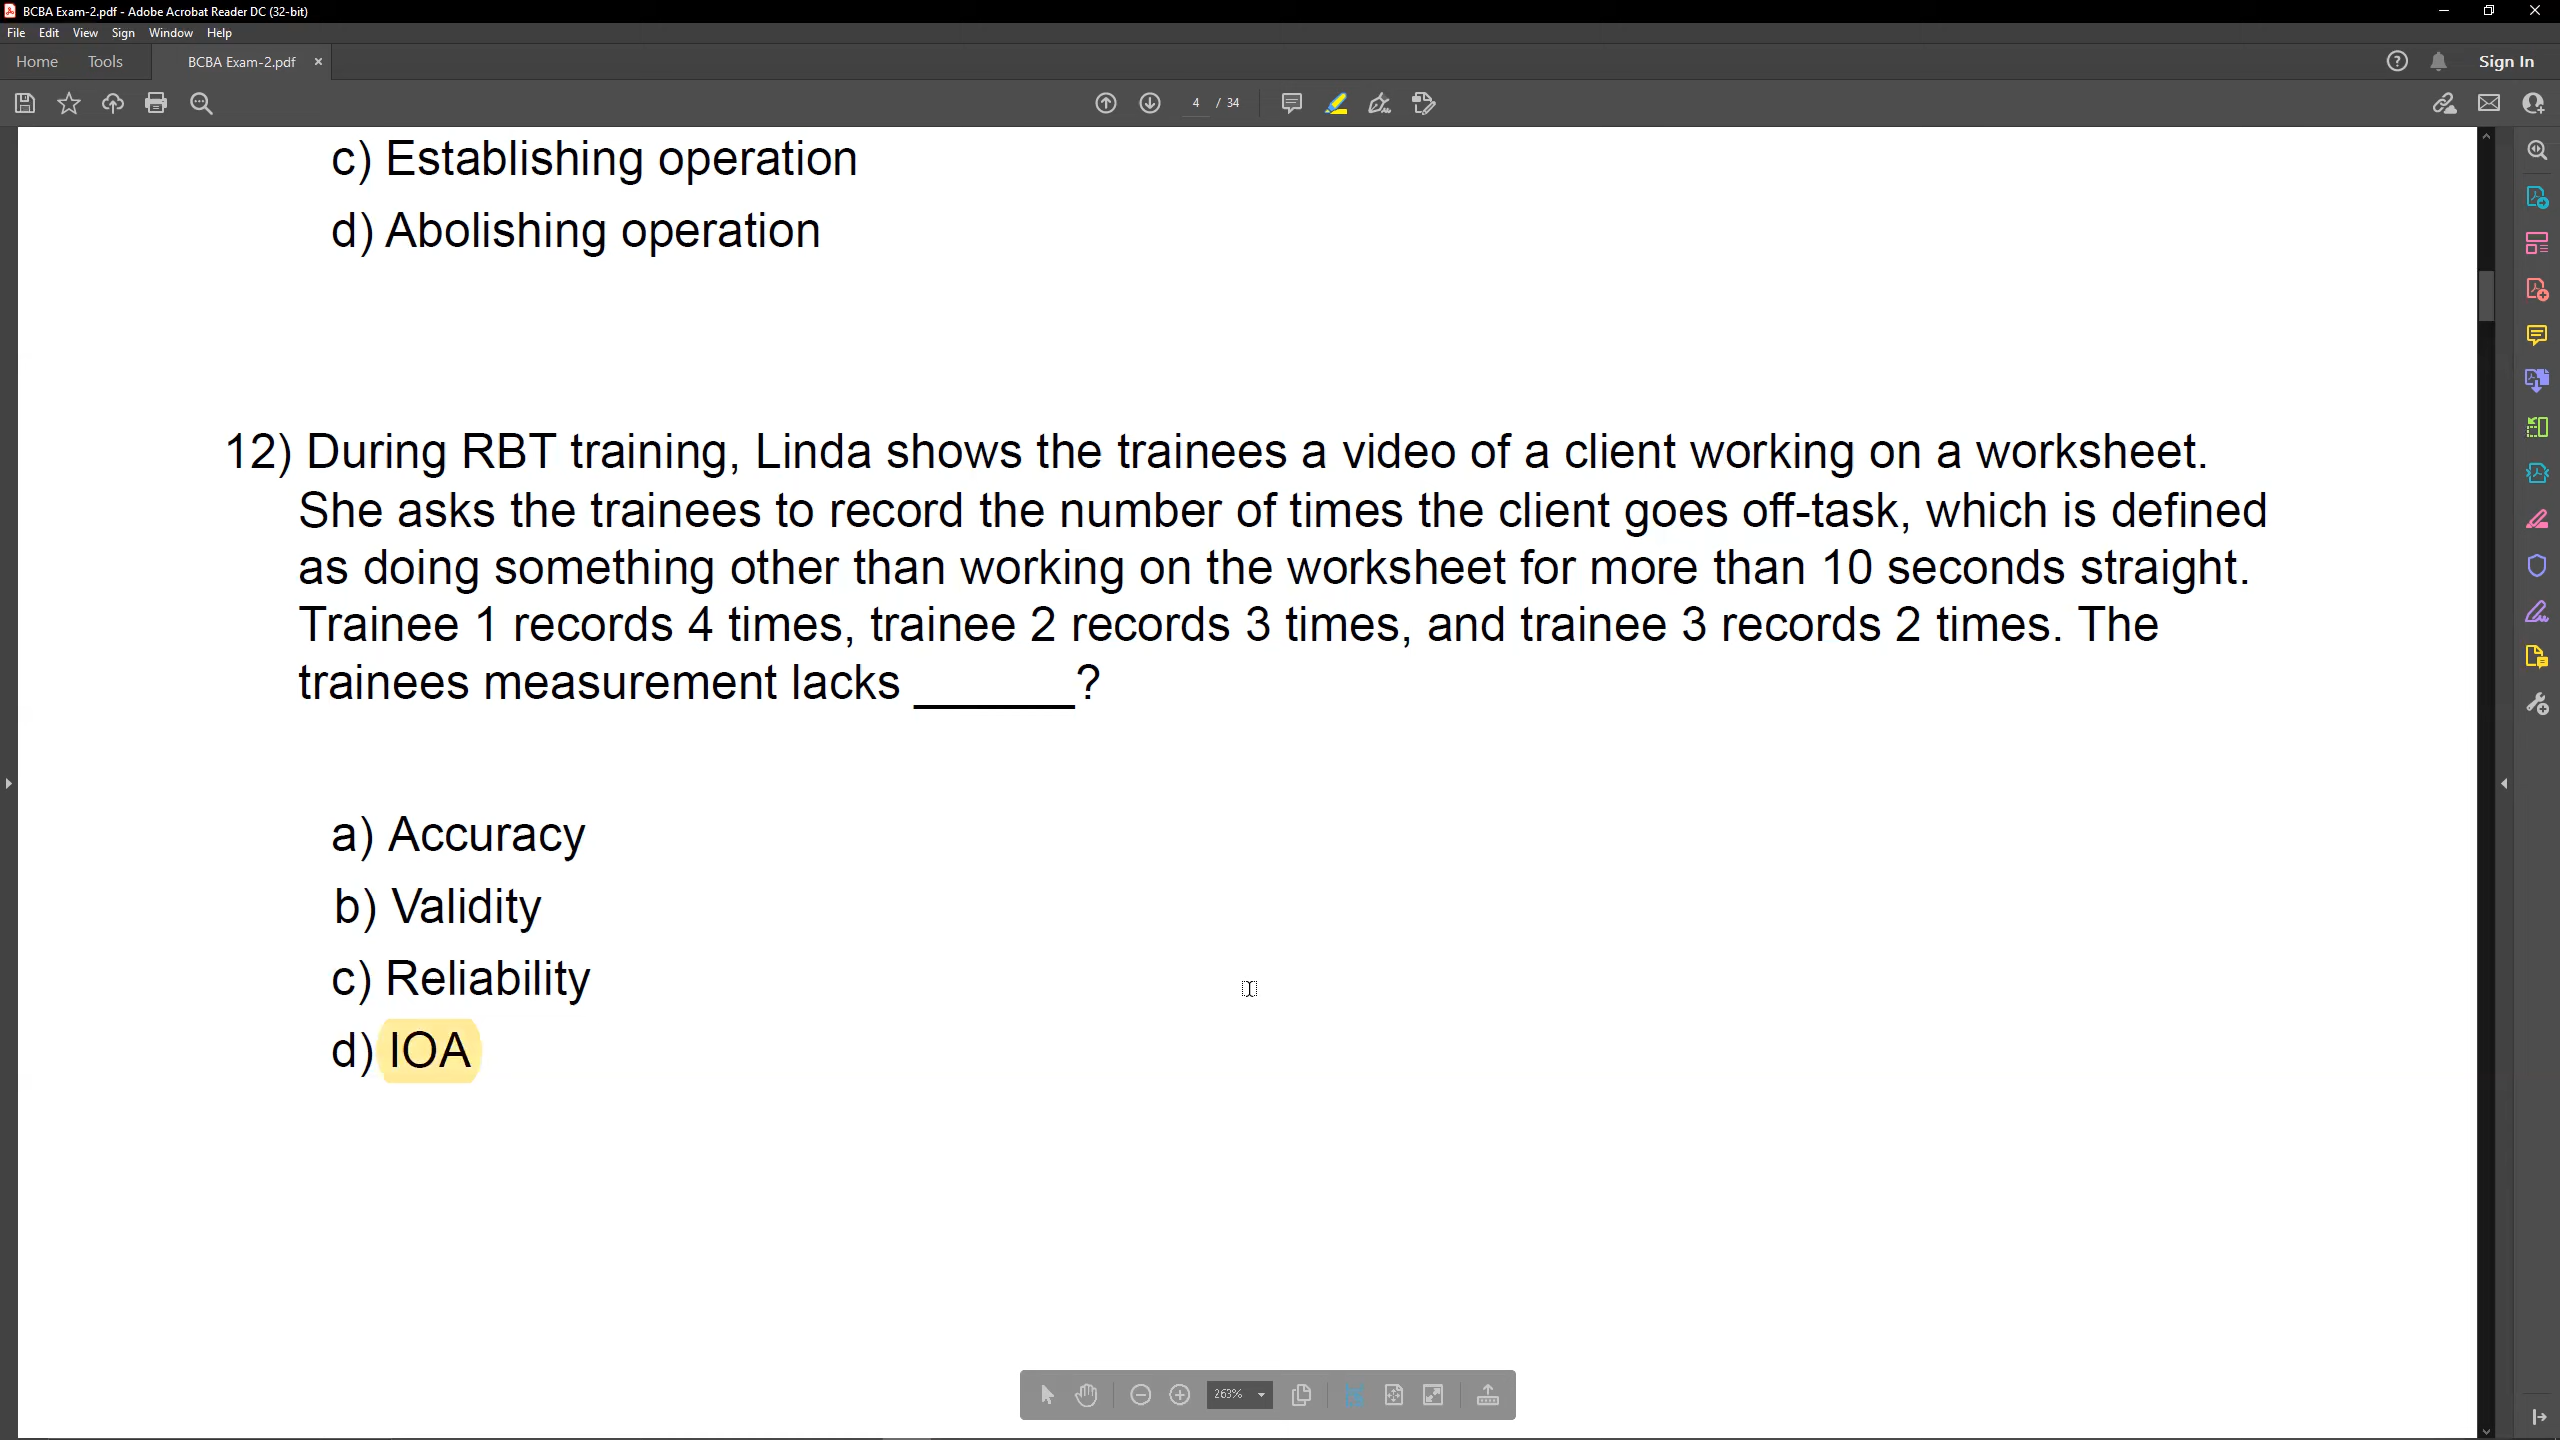 BCBA Exam-2.pdf - Adobe Acrobat Reader DC (32-bit)
File Edit View Sign Window Help
Home Tools BCBA Exam-2.pdf × Sign In
4 / 34
c) Establishing operation
d) Abolishing operation
12) During RBT training, Linda shows the trainees a video of a client working on a worksheet.
She asks the trainees to record the number of times the client goes off-task, which is defined
as doing something other than working on the worksheet for more than 10 seconds straight.
Trainee 1 records 4 times, trainee 2 records 3 times, and trainee 3 records 2 times. The
trainees measurement lacks ______?
a) Accuracy
b) Validity
c) Reliability
d) IOA
263%